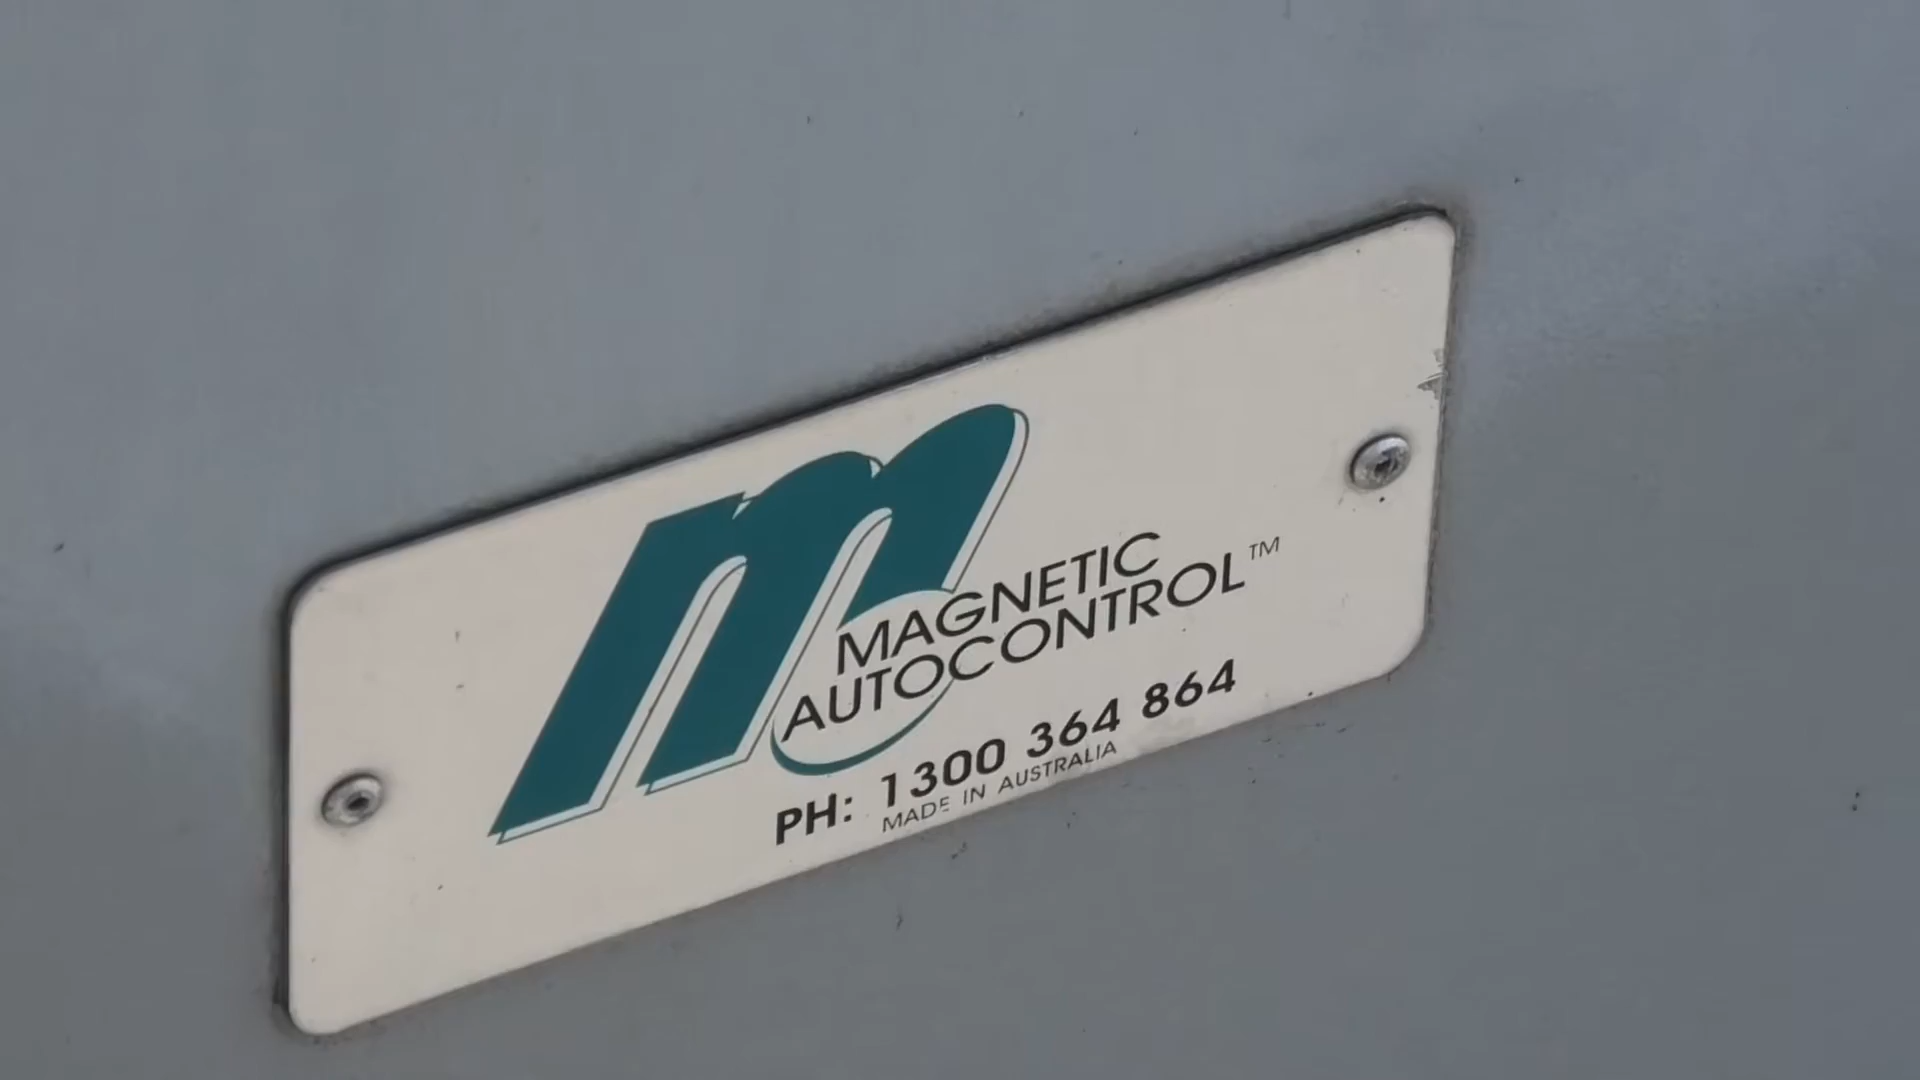 m
MAGNETIC
AUTOCONTROL™
PH: 1300 364 864
MADE IN AUSTRALIA